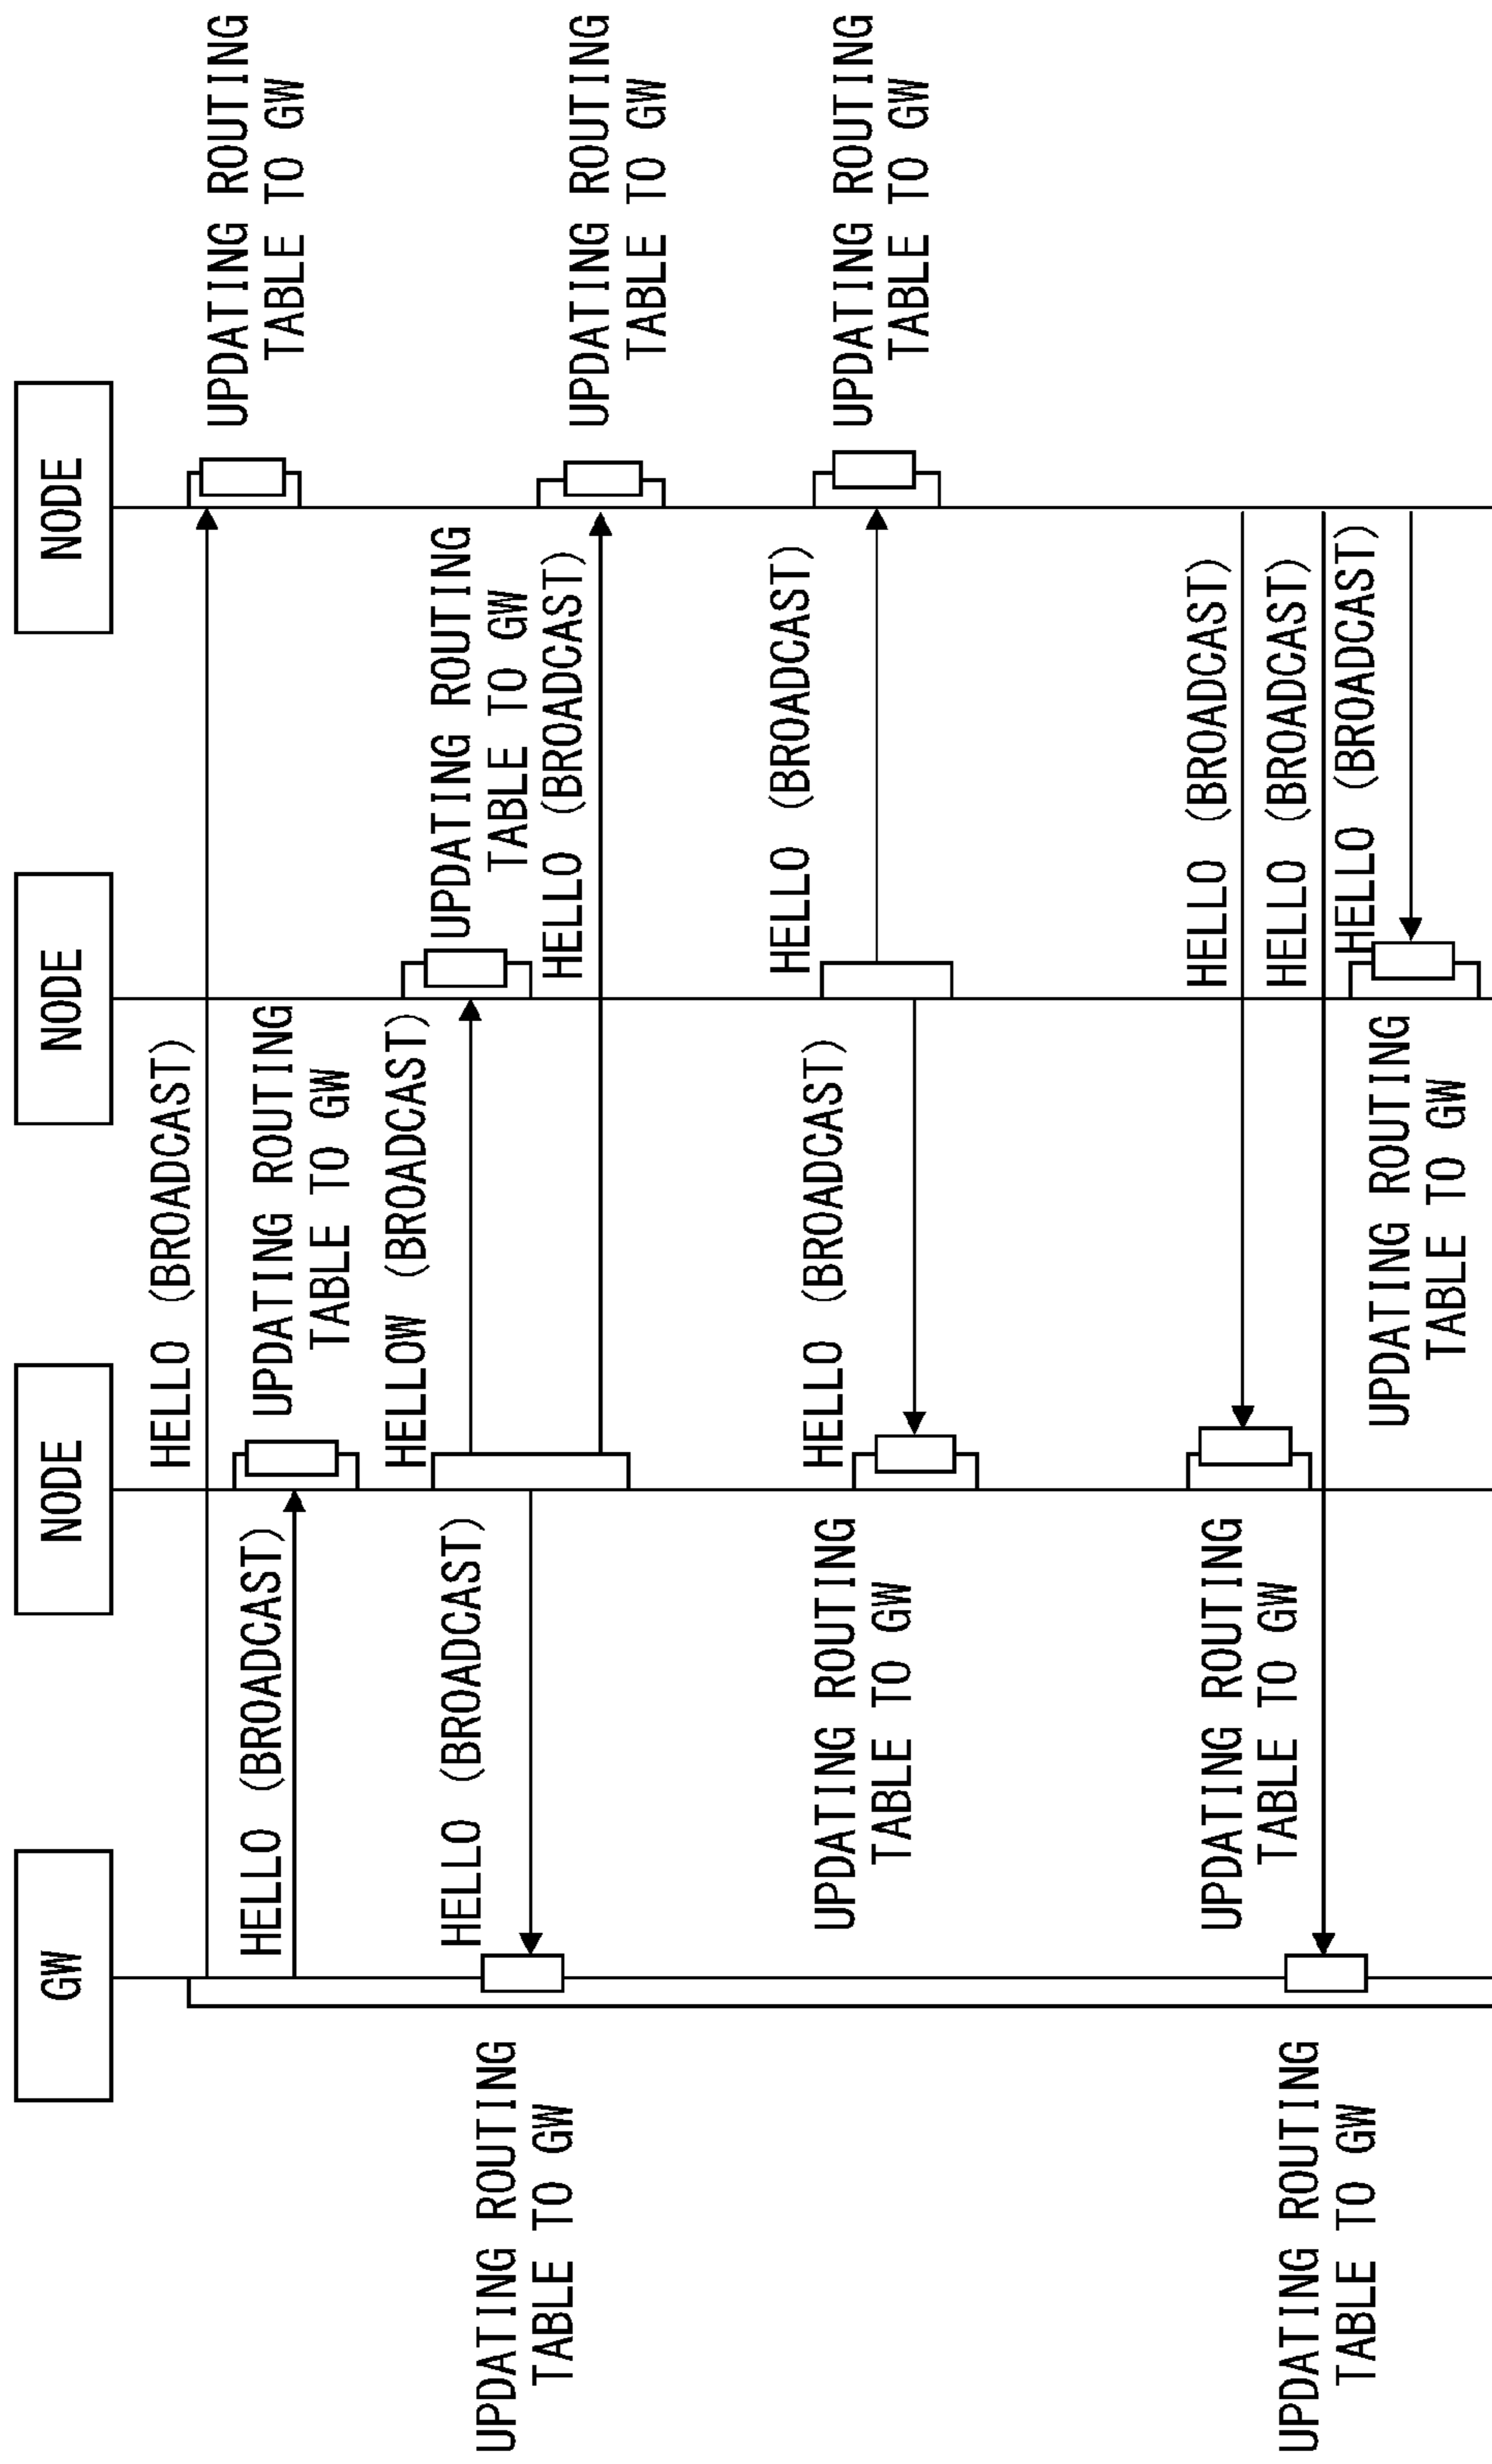 GW
NODE
NODE
NODE
HELLO (BROADCAST)
UPDATING ROUTING
TABLE TO GW
HELLO (BROADCAST)
UPDATING ROUTING
TABLE TO GW
HELLOW (BROADCAST)
UPDATING ROUTING
TABLE TO GW
HELLO (BROADCAST)
UPDATING ROUTING
TABLE TO GW
HELLO (BROADCAST)
UPDATING ROUTING
TABLE TO GW
HELLO (BROADCAST)
HELLO (BROADCAST)
UPDATING ROUTING
TABLE TO GW
UPDATING ROUTING
TABLE TO GW
HELLO (BROADCAST)
UPDATING ROUTING
TABLE TO GW
HELLO (BROADCAST)
UPDATING ROUTING
TABLE TO GW
HELLO (BROADCAST)
UPDATING ROUTING
TABLE TO GW